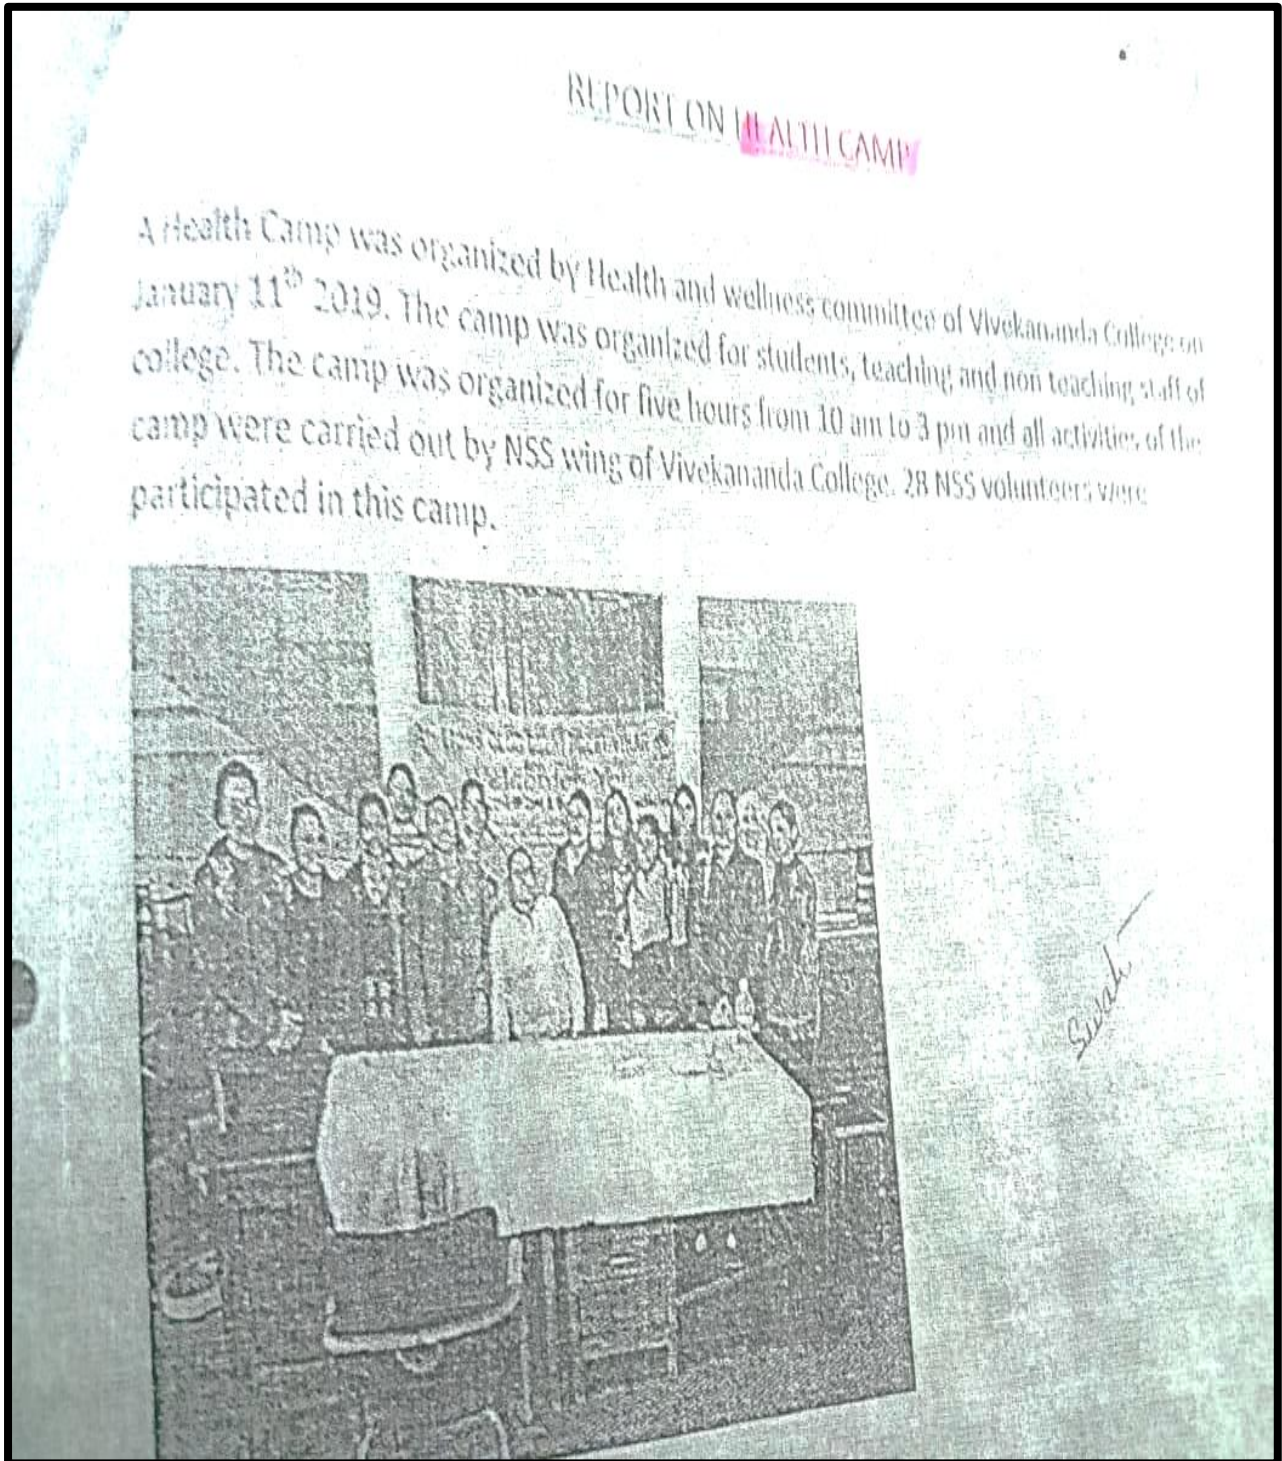 REPORT ON HEALTH CAMP
A Health Camp was organized by Health and wellness committee of Vivekananda College on
January 11th 2019. The camp was organized for students, teaching and non teaching staff of
college. The camp was organized for five hours from 10 am to 3 pm and all activities of the
camp were carried out by NSS wing of Vivekananda College. 28 NSS volunteers were
participated in this camp.